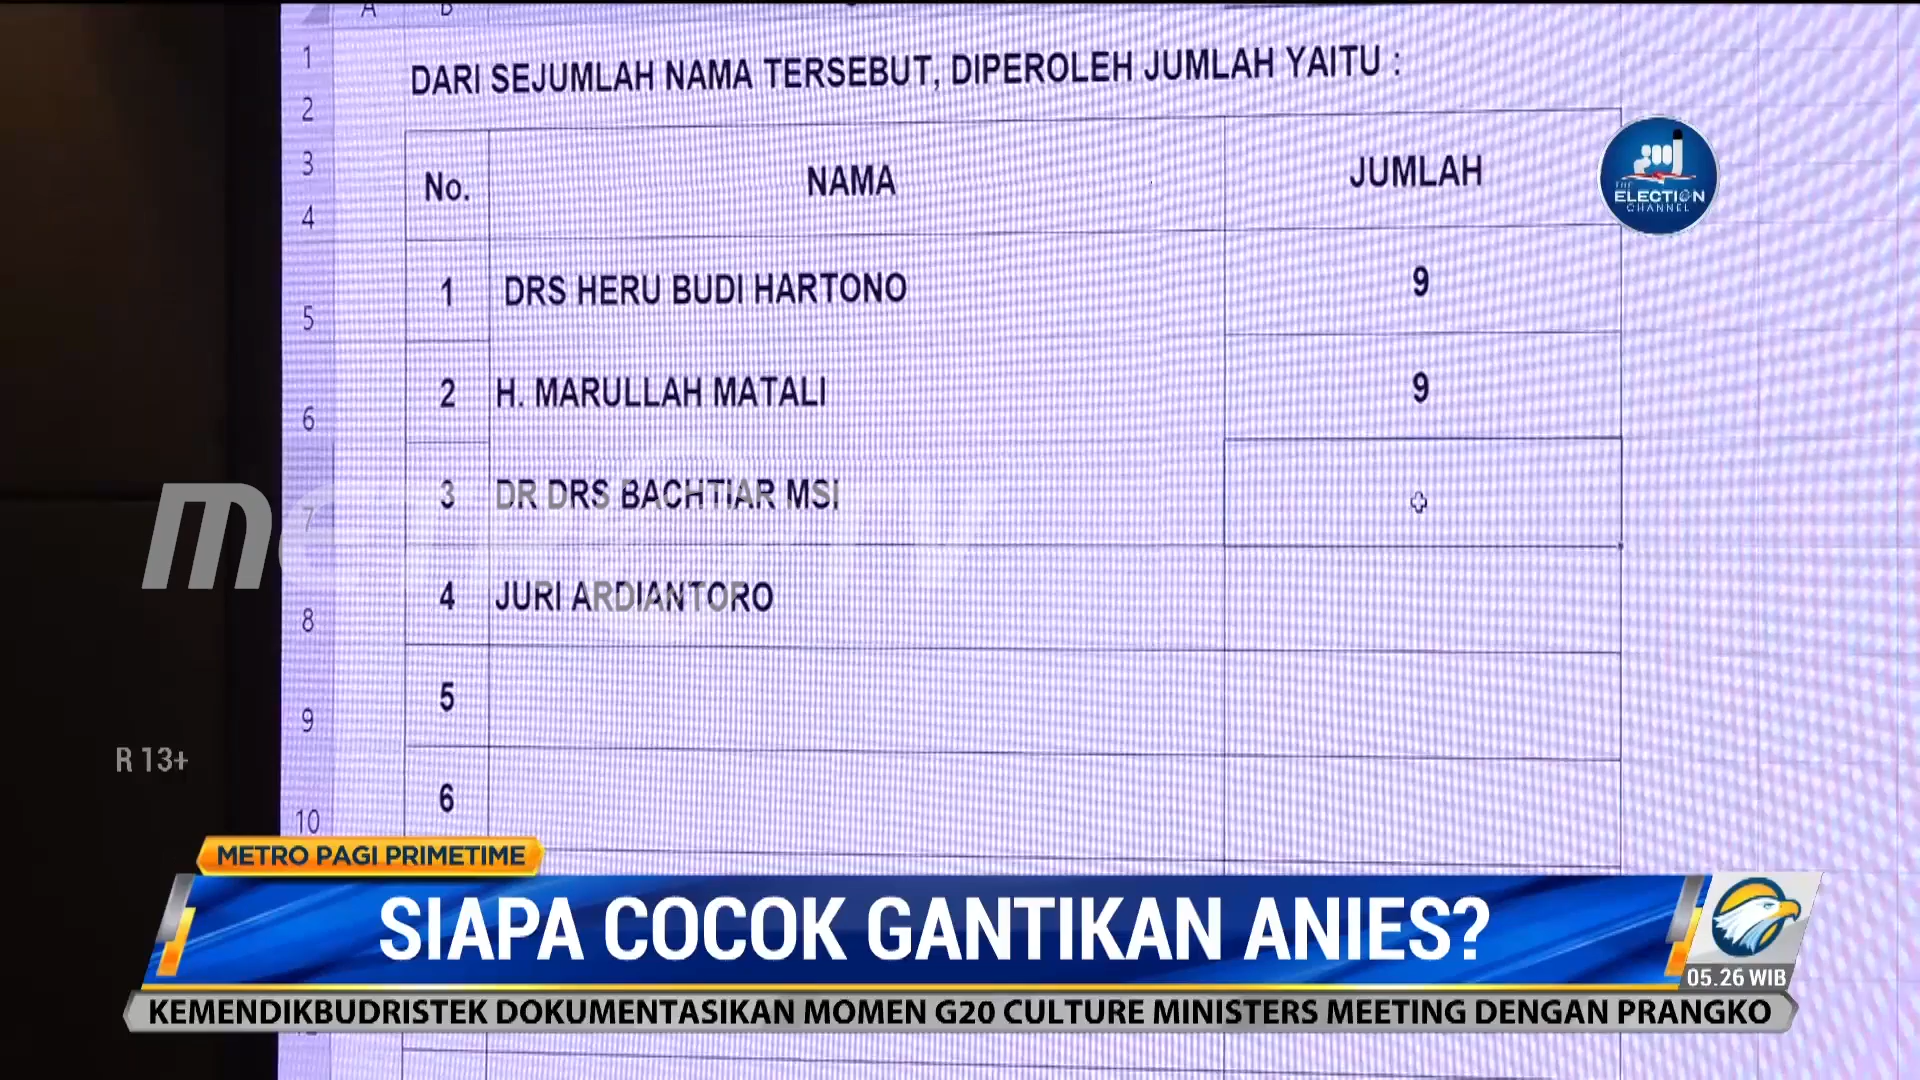 A B
1
DARI SEJUMLAH NAMA TERSEBUT, DIPEROLEH JUMLAH YAITU :
2
3
No. NAMA JUMLAH
4
THE
ELECTION
CHANNEL
1 DRS HERU BUDI HARTONO 9
5
2 H. MARULLAH MATALI 9
6
3 DR DRS BACHTIAR MSI
7
4 JURI ARDIANTORO
8
5
9
R 13+
6
10
METRO PAGI PRIMETIME
SIAPA COCOK GANTIKAN ANIES?
05.26 WIB
KEMENDIKBUDRISTEK DOKUMENTASIKAN MOMEN G20 CULTURE MINISTERS MEETING DENGAN PRANGKO